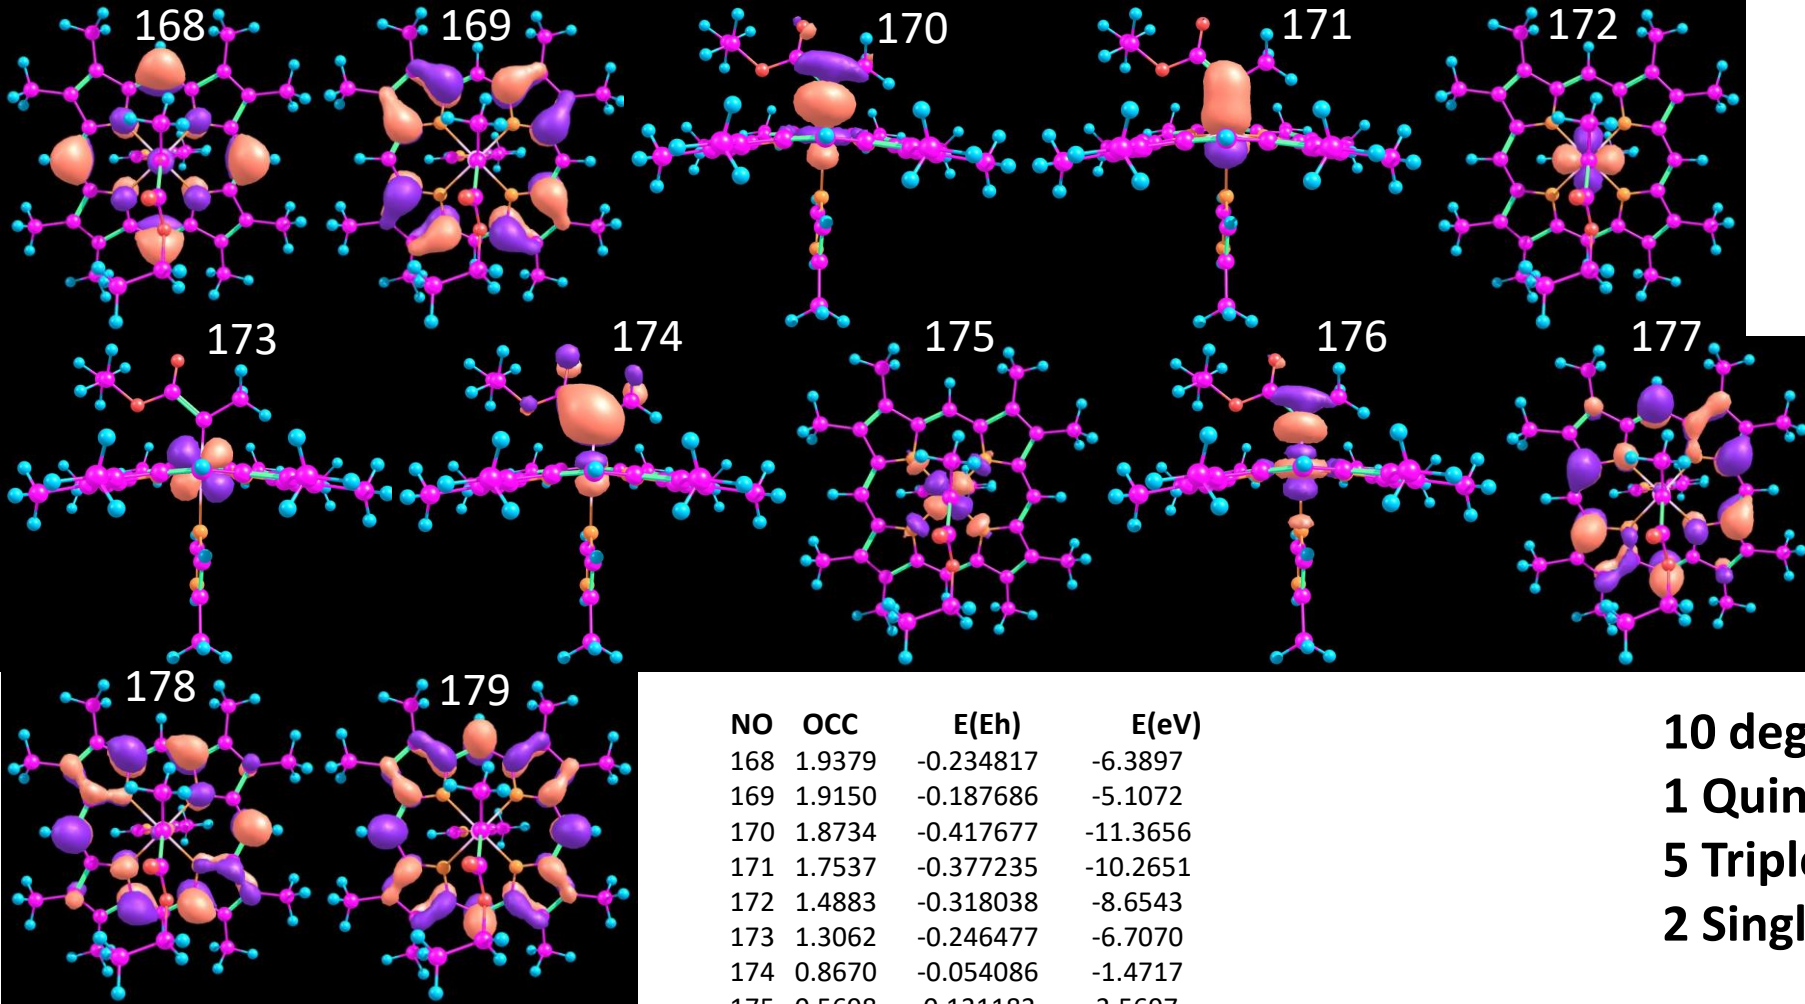 168 169 170 171 172
173 174 175 176 177
178 179
NO OCC E(Eh) E(eV)
168 1.9379 -0.234817 -6.3897
169 1.9150 -0.187686 -5.1072
170 1.8734 -0.417677 -11.3656
171 1.7537 -0.377235 -10.2651
172 1.4883 -0.318038 -8.6543
173 1.3062 -0.246477 -6.7070
174 0.8670 -0.054086 -1.4717
10 deg
1 Quin
5 Triple
2 Singl